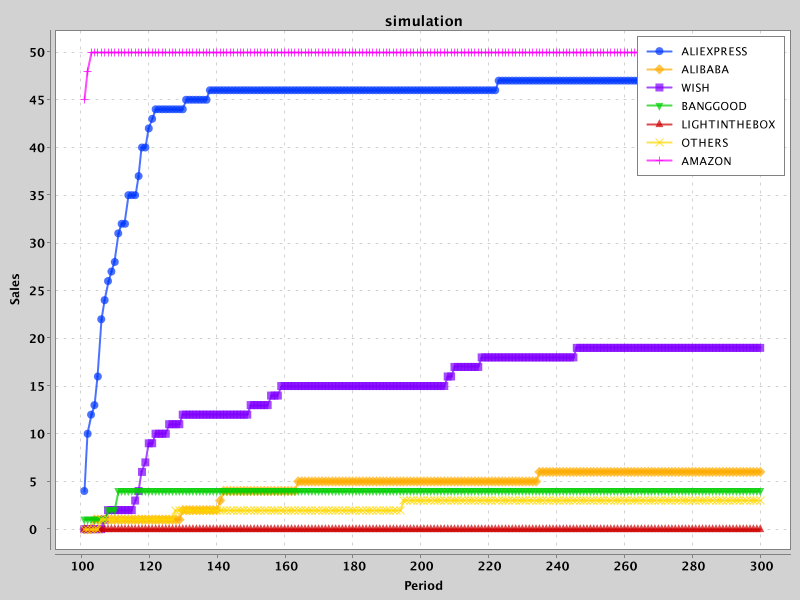 simulation
50
45
40
35
30
25
20
15
10
5
0
Sales
ALIEXPRESS
ALIBABA
WISH
BANGGOOD
LIGHTINTHEBOX
OTHERS
AMAZON
100 120 140 160 180 200 220 240 260 280 300
Period